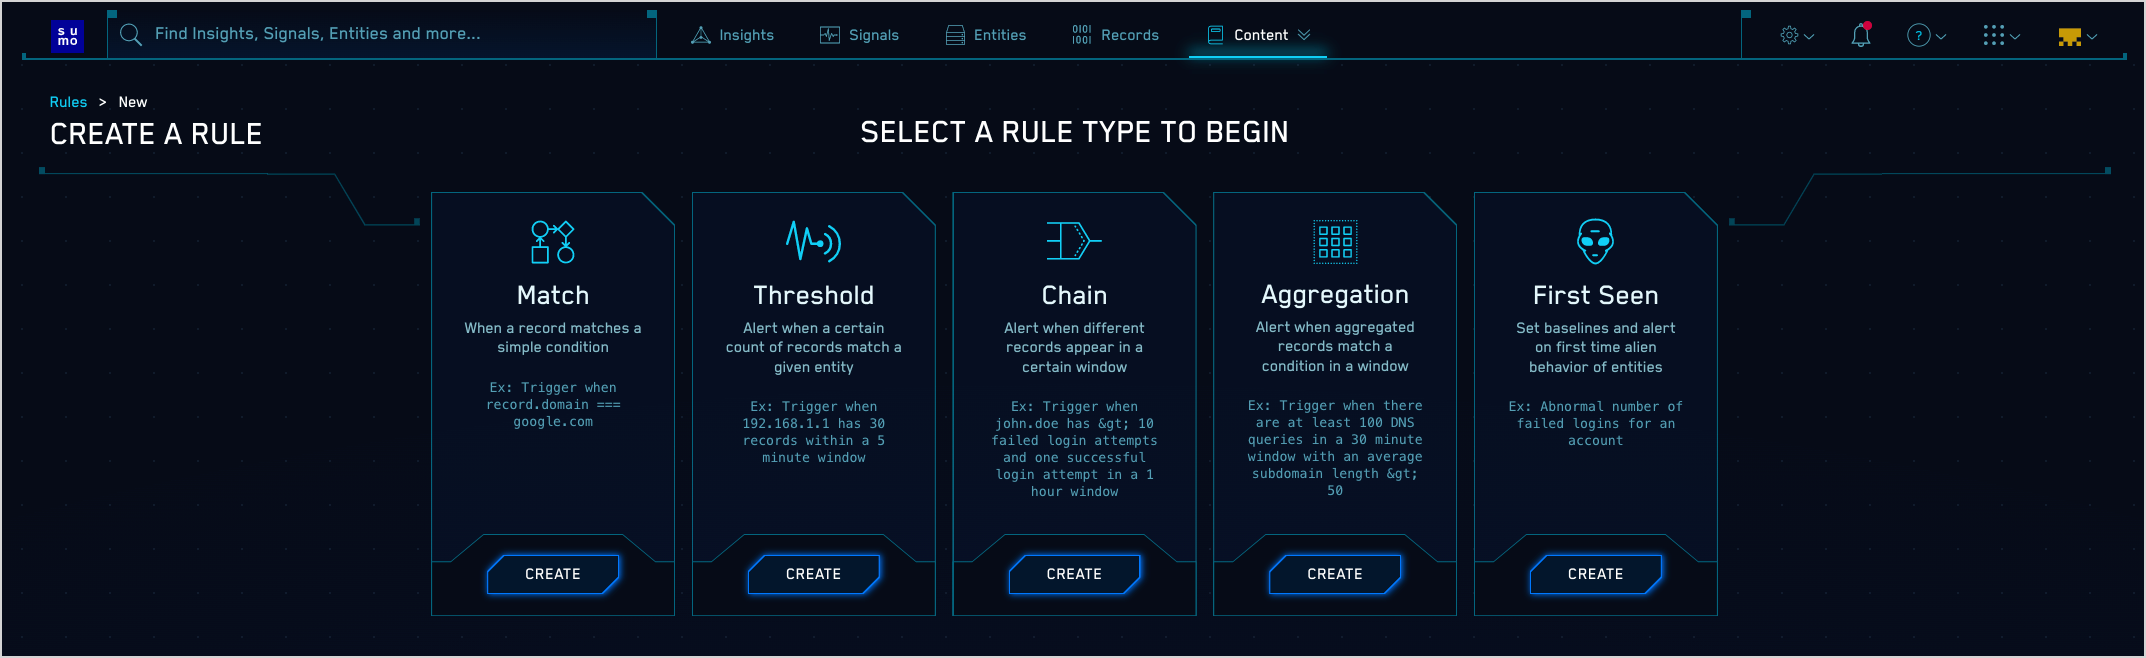 su
mo
Find Insights, Signals, Entities and more...
Insights
Signals
Entities
0101
1001
Records
Content
?
Rules > New
CREATE A RULE
SELECT A RULE TYPE TO BEGIN
Match
When a record matches a
simple condition
Ex: Trigger when
record.domain ===
google.com
CREATE
Threshold
Alert when a certain
count of records match a
given entity
Ex: Trigger when
192.168.1.1 has 30
records within a 5
minute window
CREATE
Chain
Alert when different
records appear in a
certain window
Ex: Trigger when
john.doe has &gt; 10
failed login attempts
and one successful
login attempt in a 1
hour window
CREATE
Aggregation
Alert when aggregated
records match a
condition in a window
Ex: Trigger when there
are at least 100 DNS
queries in a 30 minute
window with an average
subdomain length &gt;
50
CREATE
First Seen
Set baselines and alert
on first time alien
behavior of entities
Ex: Abnormal number of
failed logins for an
account
CREATE